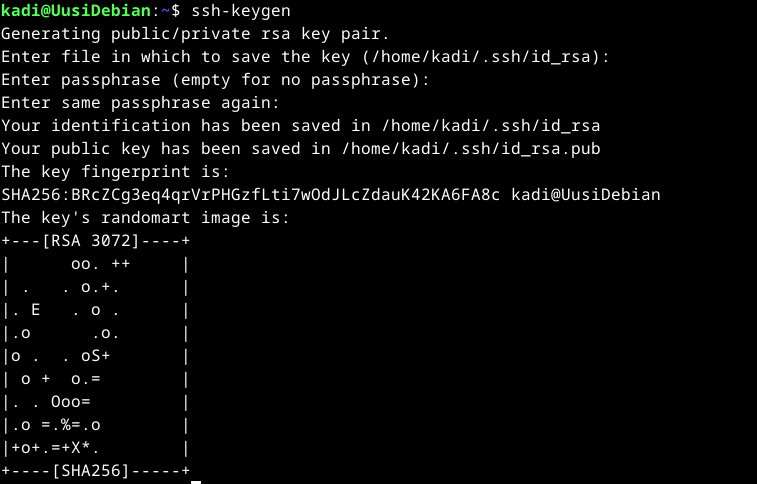 kadi@UusiDebian:~$ ssh-keygen
Generating public/private rsa key pair.
Enter file in which to save the key (/home/kadi/.ssh/id_rsa):
Enter passphrase (empty for no passphrase):
Enter same passphrase again:
Your identification has been saved in /home/kadi/.ssh/id_rsa
Your public key has been saved in /home/kadi/.ssh/id_rsa.pub
The key fingerprint is:
SHA256:BRcZCg3eq4qrVrPHGzfLti7wOdJLcZdauK42KA6FA8c kadi@UusiDebian
The key's randomart image is:
+---[RSA 3072]----+
|      oo. ++     |
| .   . o.+.      |
|. E   . o .      |
|.o      .o.      |
|o .  . oS+       |
| o +  o.=        |
|. . Ooo=         |
|.o =.%=.o        |
|+o+.=+X*.        |
+----[SHA256]-----+